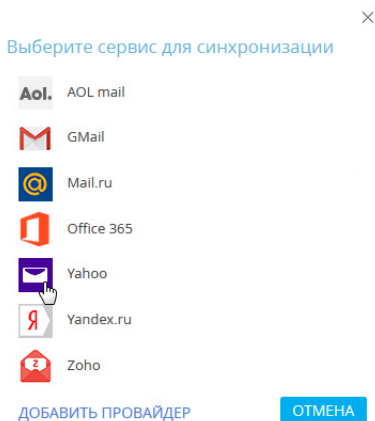 Выберите сервис для синхронизации
Aol. AOL mail
GMail
@ Mail.ru
Office 365
Yahoo
Я Yandex.ru
Z Zoho
ДОБАВИТЬ ПРОВАЙДЕР ОТМЕНА